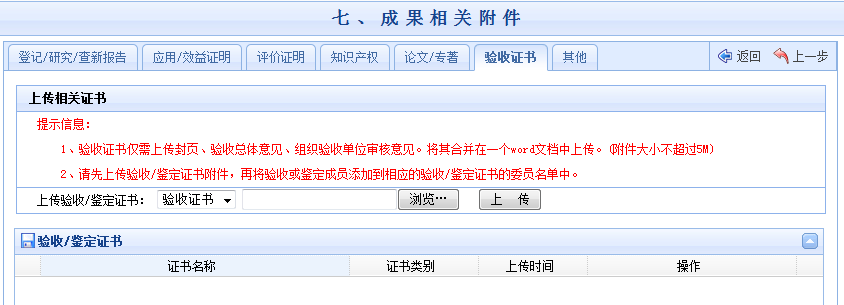 七、成果相关附件
登记/研究/查新报告 应用/效益证明 评价证明 知识产权 论文/专著 验收证书 其他 返回 上一步
上传相关证书
提示信息：
1、验收证书仅需上传封页、验收总体意见、组织验收单位审核意见。将其合并在一个word文档中上传。(附件大小不超过5M)
2、请先上传验收/鉴定证书附件，再将验收或鉴定成员添加到相应的验收/鉴定证书的委员名单中。
上传验收/鉴定证书： 验收证书 浏览… 上 传
验收/鉴定证书
证书名称 证书类别 上传时间 操作